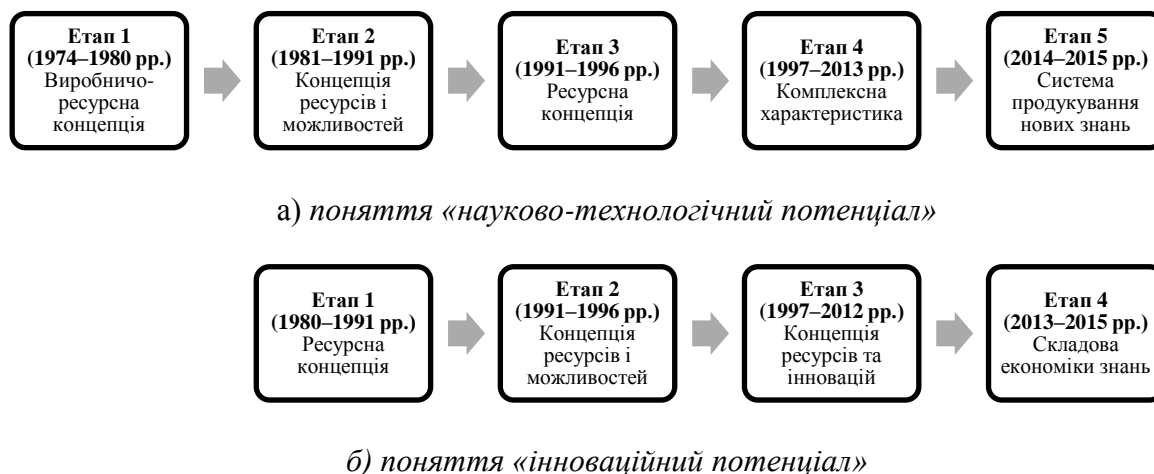 Етап 1
(1974–1980 рр.)
Виробничо-
ресурсна
концепція
Етап 2
(1981–1991 рр.)
Концепція
ресурсів і
можливостей
Етап 3
(1991–1996 рр.)
Ресурсна
концепція
Етап 4
(1997–2013 рр.)
Комплексна
характеристика
Етап 5
(2014–2015 рр.)
Система
продукування
нових знань
а) поняття «науково-технологічний потенціал»
Етап 1
(1980–1991 рр.)
Ресурсна
концепція
Етап 2
(1991–1996 рр.)
Концепція
ресурсів і
можливостей
Етап 3
(1997–2012 рр.)
Концепція
ресурсів та
інновацій
Етап 4
(2013–2015 рр.)
Складова
економіки знань
б) поняття «інноваційний потенціал»